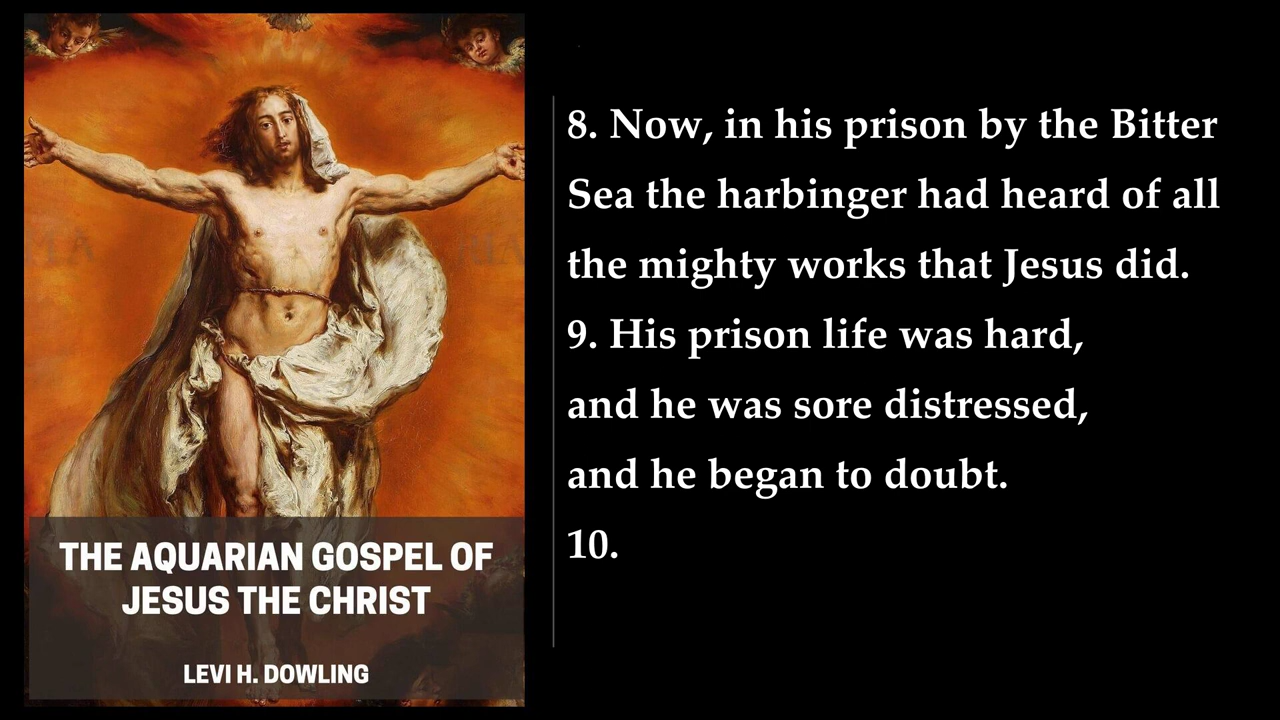 THE AQUARIAN GOSPEL OF
JESUS THE CHRIST
LEVI H. DOWLING
8. Now, in his prison by the Bitter
Sea the harbinger had heard of all
the mighty works that Jesus did.
9. His prison life was hard,
and he was sore distressed,
and he began to doubt.
10.